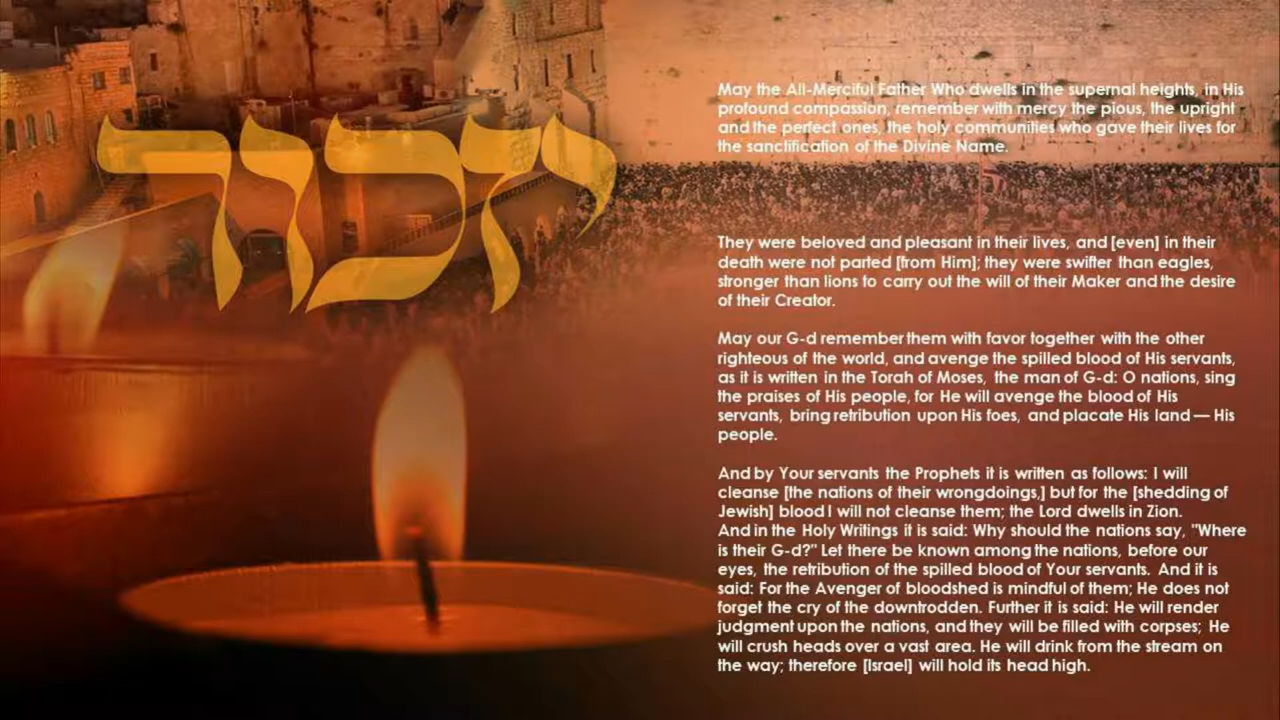 יזכור
May the All-Merciful Father Who dwells in the supernal heights, in His
profound compassion, remember with mercy the pious, the upright
and the perfect ones, the holy communities who gave their lives for
the sanctification of the Divine Name.
They were beloved and pleasant in their lives, and [even] in their
death were not parted [from Him]; they were swifter than eagles,
stronger than lions to carry out the will of their Maker and the desire
of their Creator.
May our G-d remember them with favor together with the other
righteous of the world, and avenge the spilled blood of His servants,
as it is written in the Torah of Moses, the man of G-d: O nations, sing
the praises of His people, for He will avenge the blood of His
servants, bring retribution upon His foes, and placate His land — His
people.
And by Your servants the Prophets it is written as follows: I will
cleanse [the nations of their wrongdoings,] but for the [shedding of
Jewish] blood I will not cleanse them; the Lord dwells in Zion.
And in the Holy Writings it is said: Why should the nations say, "Where
is their G-d?" Let there be known among the nations, before our
eyes, the retribution of the spilled blood of Your servants. And it is
said: For the Avenger of bloodshed is mindful of them; He does not
forget the cry of the downtrodden. Further it is said: He will render
judgment upon the nations, and they will be filled with corpses; He
will crush heads over a vast area. He will drink from the stream on
the way; therefore [Israel] will hold its head high.